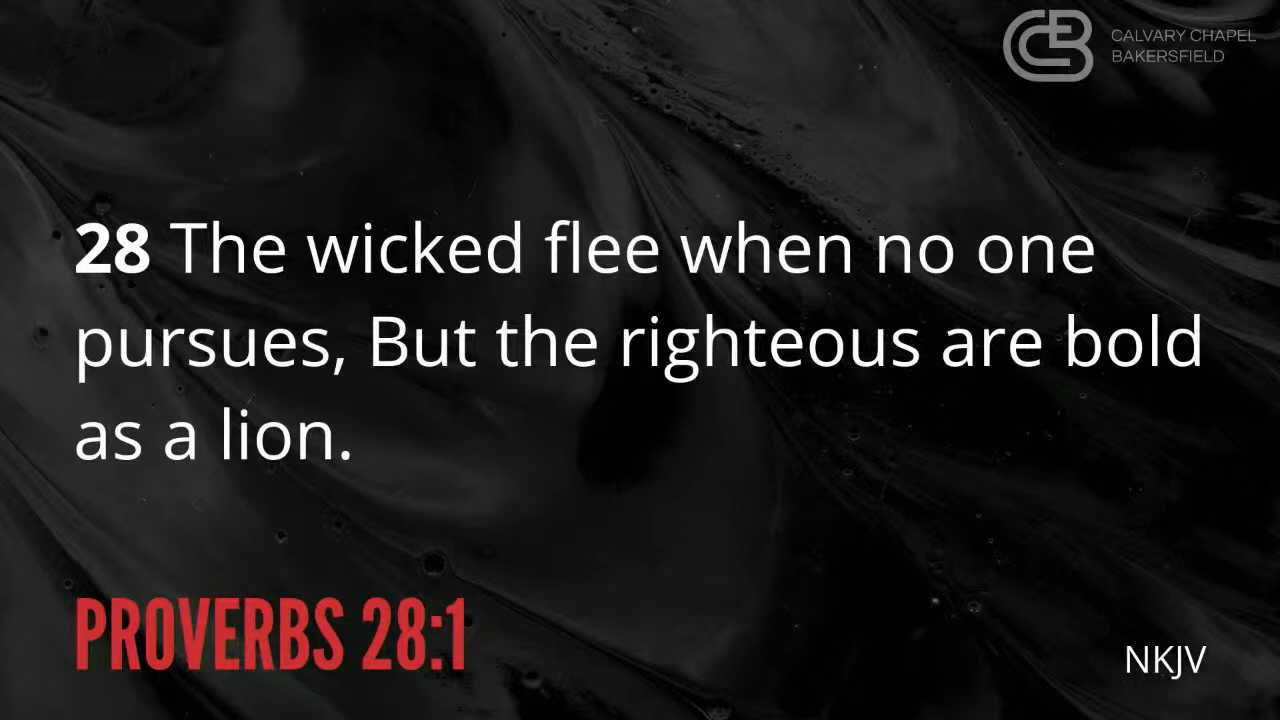 CALVARY CHAPEL
BAKERSFIELD
28 The wicked flee when no one
pursues, But the righteous are bold
as a lion.
PROVERBS 28:1
NKJV